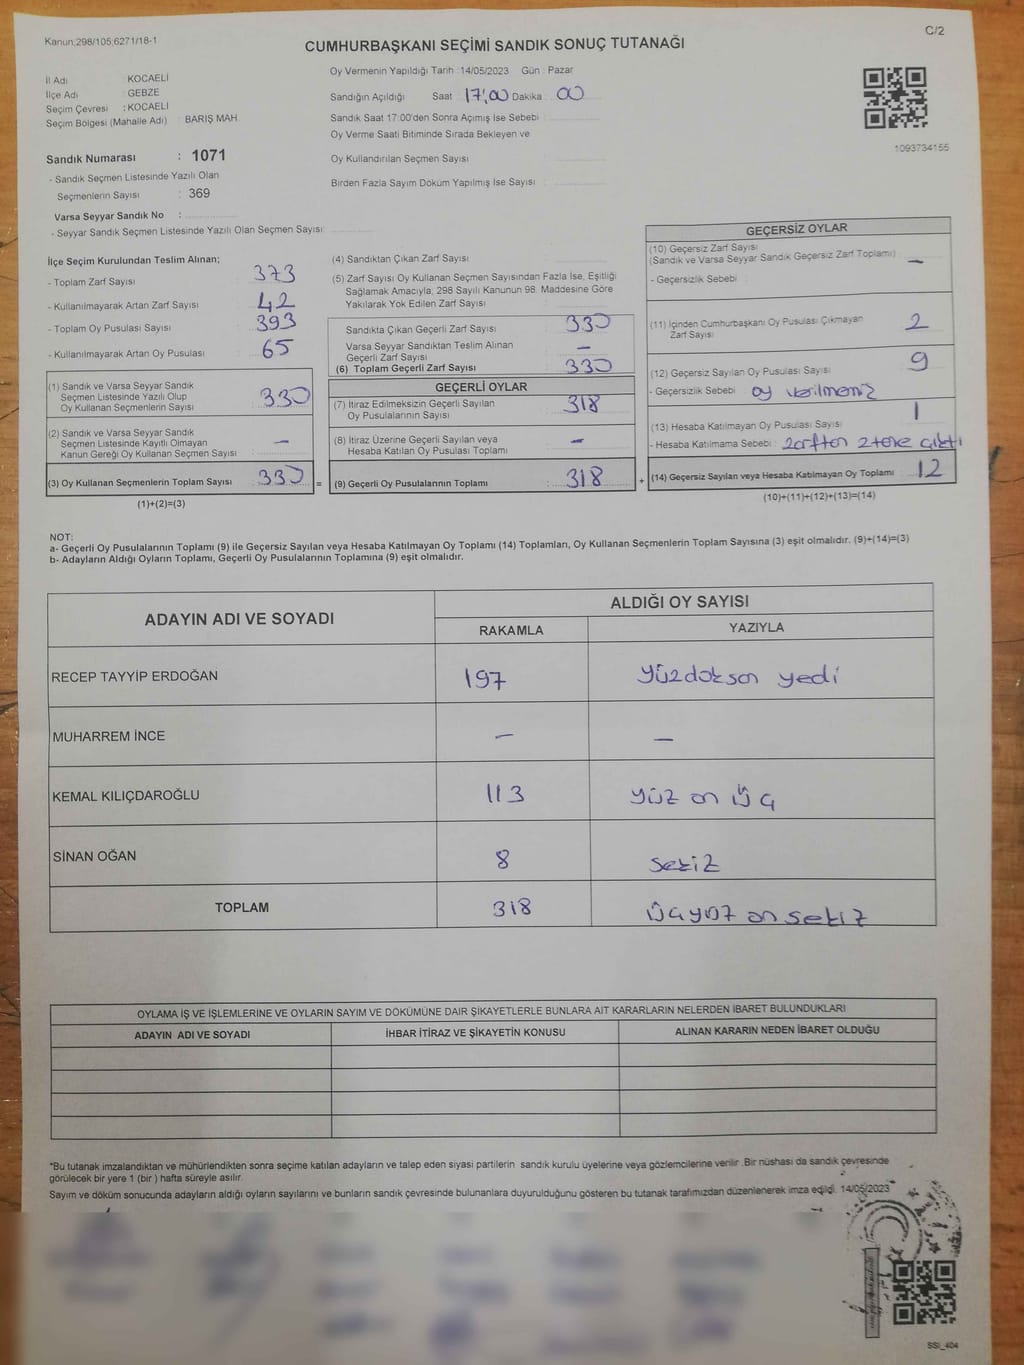 Kanun;298/105;6271/18-1
C/2
CUMHURBAŞKANI SEÇİMİ SANDIK SONUÇ TUTANAĞI
İl Adı : KOCAELİ
İlçe Adı : GEBZE
Seçim Çevresi : KOCAELİ
Seçim Bölgesi (Mahalle Adı) : BARIŞ MAH.
Sandık Numarası : 1071
- Sandık Seçmen Listesinde Yazılı Olan
Seçmenlerin Sayısı : 369
Varsa Seyyar Sandık No :
- Seyyar Sandık Seçmen Listesinde Yazılı Olan Seçmen Sayısı:
Oy Vermenin Yapıldığı Tarih :14/05/2023 Gün : Pazar
Sandığın Açıldığı Saat : 17:00 Dakika : 00
Sandık Saat 17:00'den Sonra Açılmış İse Sebebi :
Oy Verme Saati Bitiminde Sırada Bekleyen ve
Oy Kullandırılan Seçmen Sayısı :
Birden Fazla Sayım Döküm Yapılmış İse Sayısı :
1093734155
İlçe Seçim Kurulundan Teslim Alınan;
- Toplam Zarf Sayısı : 373
- Kullanılmayarak Artan Zarf Sayısı : 42
- Toplam Oy Pusulası Sayısı : 393
- Kullanılmayarak Artan Oy Pusulası : 65
(1) Sandık ve Varsa Seyyar Sandık
Seçmen Listesinde Yazılı Olup
Oy Kullanan Seçmenlerin Sayısı : 330
(2) Sandık ve Varsa Seyyar Sandık
Seçmen Listesinde Kayıtlı Olmayan
Kanun Gereği Oy Kullanan Seçmen Sayısı : —
(3) Oy Kullanan Seçmenlerin Toplam Sayısı : 330 =
(1)+(2)=(3)
(4) Sandıktan Çıkan Zarf Sayısı :
(5) Zarf Sayısı Oy Kullanan Seçmen Sayısından Fazla İse, Eşitliği
Sağlamak Amacıyla; 298 Sayılı Kanunun 98. Maddesine Göre
Yakılarak Yok Edilen Zarf Sayısı :
Sandıkta Çıkan Geçerli Zarf Sayısı : 330
Varsa Seyyar Sandıktan Teslim Alınan
Geçerli Zarf Sayısı : —
(6) Toplam Geçerli Zarf Sayısı : 330
GEÇERLİ OYLAR
(7) İtiraz Edilmeksizin Geçerli Sayılan
Oy Pusulalarının Sayısı : 318
(8) İtiraz Üzerine Geçerli Sayılan veya
Hesaba Katılan Oy Pusulası Toplamı : —
(9) Geçerli Oy Pusulalarının Toplamı : 318 +
GEÇERSİZ OYLAR
(10) Geçersiz Zarf Sayısı
(Sandık ve Varsa Seyyar Sandık Geçersiz Zarf Toplamı) : —
- Geçersizlik Sebebi :
(11) İçinden Cumhurbaşkanı Oy Pusulası Çıkmayan
Zarf Sayısı : 2
(12) Geçersiz Sayılan Oy Pusulası Sayısı : 9
- Geçersizlik Sebebi : oy verilmemiş
(13) Hesaba Katılmayan Oy Pusulası Sayısı : 1
- Hesaba Katılmama Sebebi : zarftan 2 tane çıktı
(14) Geçersiz Sayılan veya Hesaba Katılmayan Oy Toplamı : 12
(10)+(11)+(12)+(13)=(14)
NOT:
a- Geçerli Oy Pusulalarının Toplamı (9) ile Geçersiz Sayılan veya Hesaba Katılmayan Oy Toplamı (14) Toplamları, Oy Kullanan Seçmenlerin Toplam Sayısına (3) eşit olmalıdır. (9)+(14)=(3)
b- Adayların Aldığı Oyların Toplamı, Geçerli Oy Pusulalarının Toplamına (9) eşit olmalıdır.
ADAYIN ADI VE SOYADI ALDIĞI OY SAYISI
RAKAMLA YAZIYLA
RECEP TAYYİP ERDOĞAN 197 yüzdoksan yedi
MUHARREM İNCE — —
KEMAL KILIÇDAROĞLU 113 yüz on üç
SİNAN OĞAN 8 sekiz
TOPLAM 318 üçyüz on sekiz
OYLAMA İŞ VE İŞLEMLERİNE VE OYLARIN SAYIM VE DÖKÜMÜNE DAİR ŞİKAYETLERLE BUNLARA AİT KARARLARIN NELERDEN İBARET BULUNDUKLARI
ADAYIN ADI VE SOYADI İHBAR İTİRAZ VE ŞİKAYETİN KONUSU ALINAN KARARIN NEDEN İBARET OLDUĞU
*Bu tutanak imzalandıktan ve mühürlendikten sonra seçime katılan adayların ve talep eden siyasi partilerin sandık kurulu üyelerine veya gözlemcilerine verilir. Bir nüshası da sandık çevresinde
görülecek bir yere 1 (bir) hafta süreyle asılır.
Sayım ve döküm sonucunda adayların aldığı oyların sayılarını ve bunların sandık çevresinde bulunanlara duyurulduğunu gösteren bu tutanak tarafımızdan düzenlenerek imza edildi. 14/05/2023
SSI_404